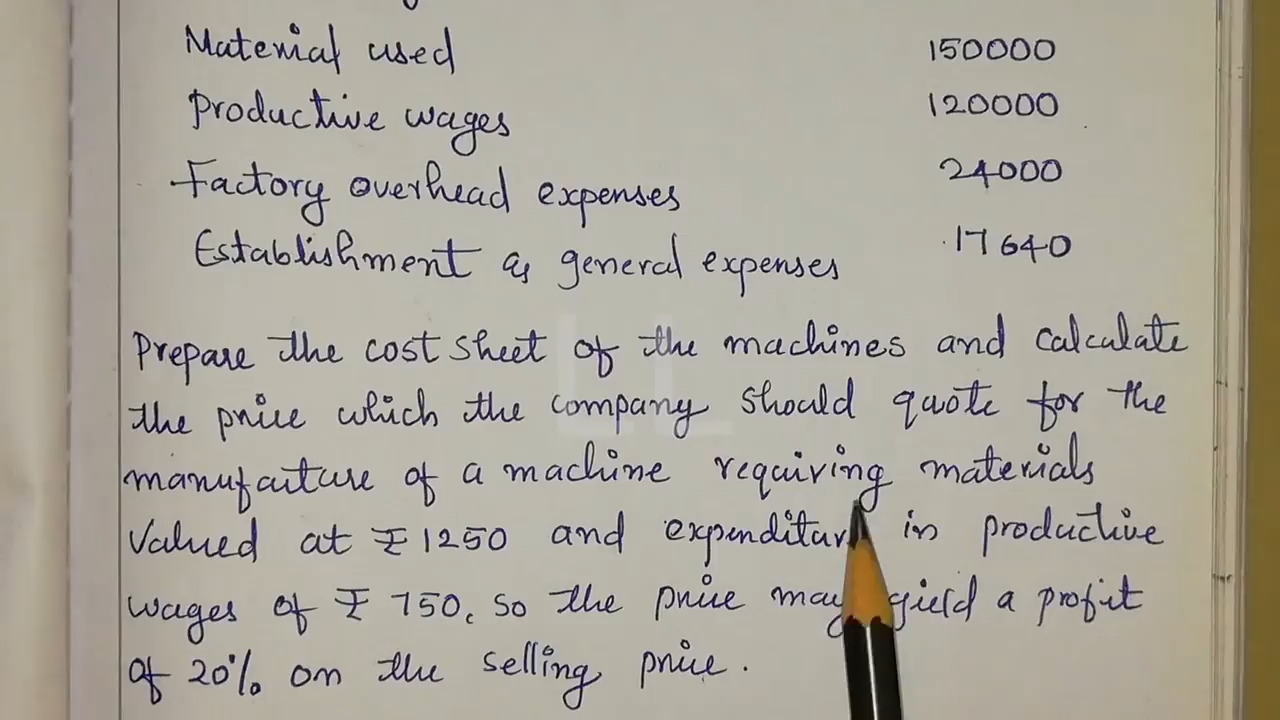 Material used 150000
Productive wages 120000
Factory overhead expenses 24000
Establishment & general expenses 17640
Prepare the cost sheet of the machines and calculate
the price which the company should quote for the
manufacture of a machine requiring materials
valued at ₹ 1250 and expenditur in productive
wages of ₹ 750, so the price may yield a profit
of 20% on the selling price.
LL